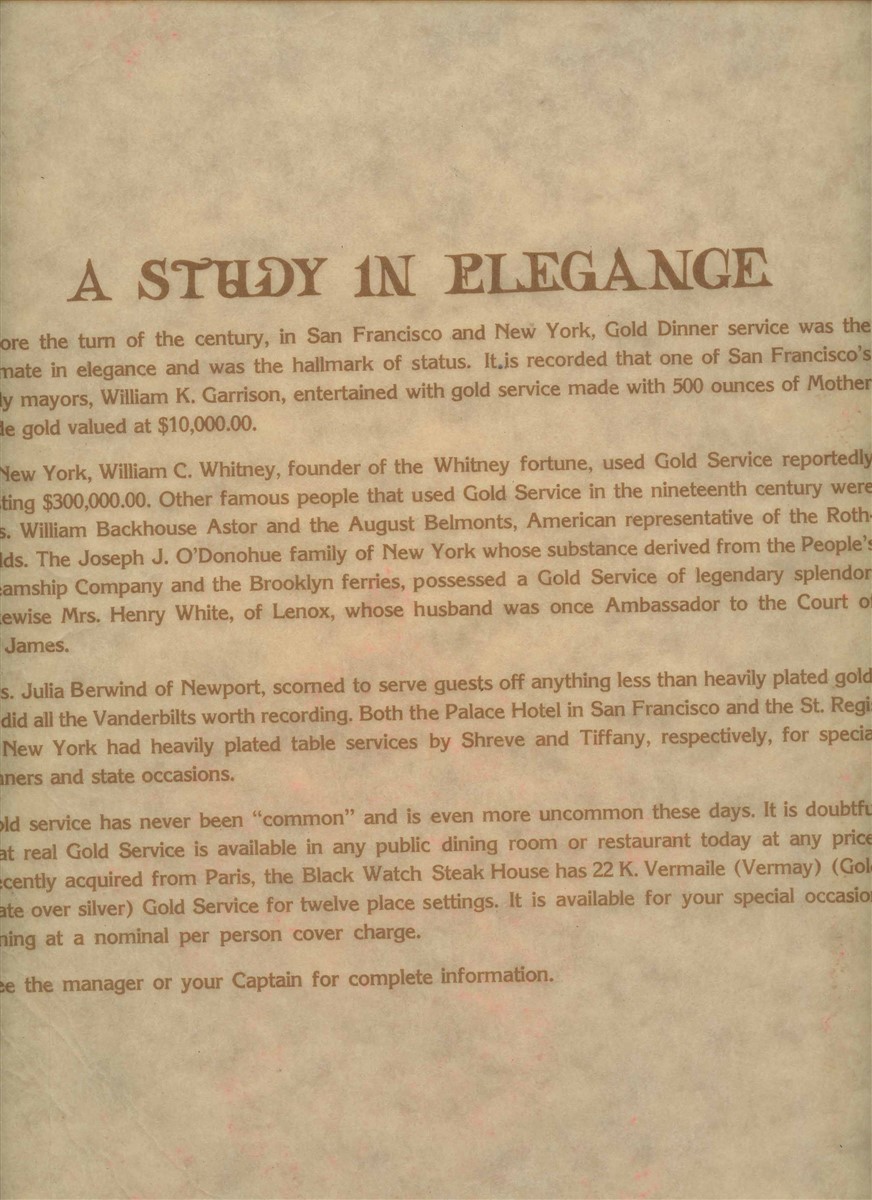 A STUDY IN ELEGANCE
ore the turn of the century, in San Francisco and New York, Gold Dinner service was the
mate in elegance and was the hallmark of status. It is recorded that one of San Francisco's
ly mayors, William K. Garrison, entertained with gold service made with 500 ounces of Mother
de gold valued at $10,000.00.
New York, William C. Whitney, founder of the Whitney fortune, used Gold Service reportedly
sting $300,000.00. Other famous people that used Gold Service in the nineteenth century were
s. William Backhouse Astor and the August Belmonts, American representative of the Roth-
lds. The Joseph J. O'Donohue family of New York whose substance derived from the People's
eamship Company and the Brooklyn ferries, possessed a Gold Service of legendary splendor
kewise Mrs. Henry White, of Lenox, whose husband was once Ambassador to the Court of
James.
s. Julia Berwind of Newport, scorned to serve guests off anything less than heavily plated gold
did all the Vanderbilts worth recording. Both the Palace Hotel in San Francisco and the St. Regi
New York had heavily plated table services by Shreve and Tiffany, respectively, for specia
nners and state occasions.
old service has never been "common" and is even more uncommon these days. It is doubtfu
at real Gold Service is available in any public dining room or restaurant today at any price
ecently acquired from Paris, the Black Watch Steak House has 22 K. Vermaile (Vermay) (Gol
ate over silver) Gold Service for twelve place settings. It is available for your special occasio
ning at a nominal per person cover charge.
ee the manager or your Captain for complete information.